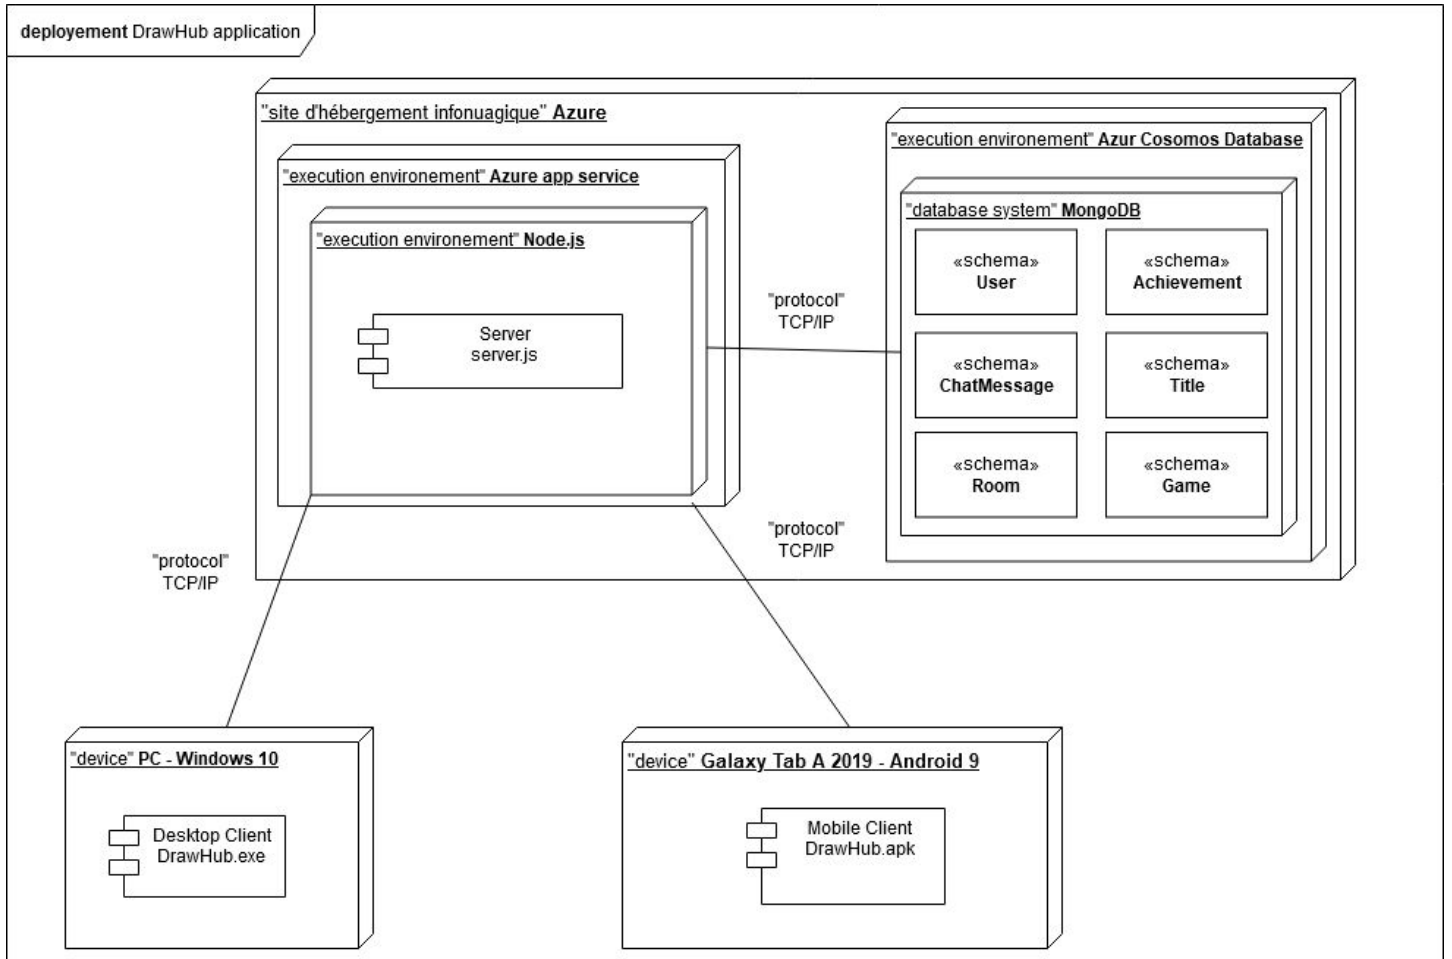 deployement DrawHub application
"site d'hébergement infonuagique" Azure
"execution environement" Azure app service
"execution environement" Node.js
Server
server.js
"protocol"
TCP/IP
"execution environement" Azur Cosomos Database
"database system" MongoDB
«schema»
User
«schema»
Achievement
«schema»
ChatMessage
«schema»
Title
«schema»
Room
«schema»
Game
"protocol"
TCP/IP
"protocol"
TCP/IP
"device" PC - Windows 10
Desktop Client
DrawHub.exe
"device" Galaxy Tab A 2019 - Android 9
Mobile Client
DrawHub.apk